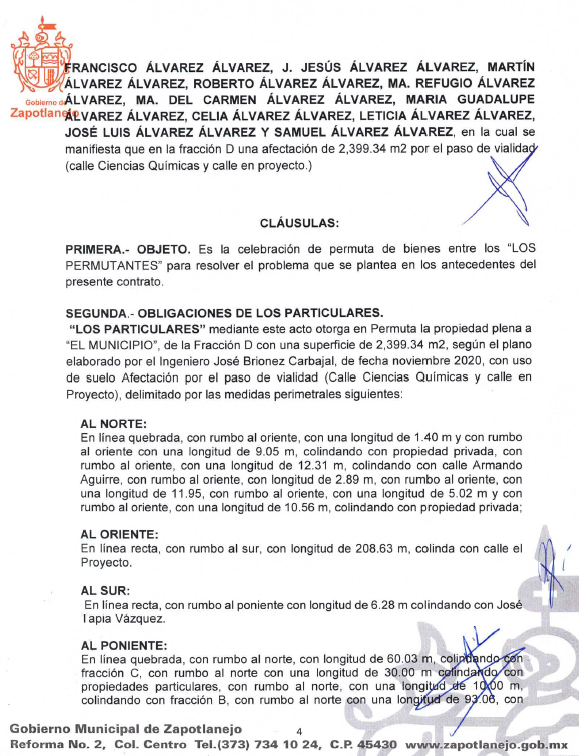 FRANCISCO ÁLVAREZ ÁLVAREZ, J. JESÚS ÁLVAREZ ÁLVAREZ, MARTÍN
ÁLVAREZ ÁLVAREZ, ROBERTO ÁLVAREZ ÁLVAREZ, MA. REFUGIO ÁLVAREZ
Gobierno de
ÁLVAREZ, MA. DEL CARMEN ÁLVAREZ ÁLVAREZ, MARIA GUADALUPE
Zapotlanejo
ÁLVAREZ ÁLVAREZ, CELIA ÁLVAREZ ÁLVAREZ, LETICIA ÁLVAREZ ÁLVAREZ,
JOSÉ LUIS ÁLVAREZ ÁLVAREZ Y SAMUEL ÁLVAREZ ÁLVAREZ, en la cual se
manifiesta que en la fracción D una afectación de 2,399.34 m2 por el paso de vialidad
(calle Ciencias Químicas y calle en proyecto.)
CLÁUSULAS:
PRIMERA.- OBJETO. Es la celebración de permuta de bienes entre los "LOS
PERMUTANTES" para resolver el problema que se plantea en los antecedentes del
presente contrato.
SEGUNDA.- OBLIGACIONES DE LOS PARTICULARES.
"LOS PARTICULARES" mediante este acto otorga en Permuta la propiedad plena a
"EL MUNICIPIO", de la Fracción D con una superficie de 2,399.34 m2, según el plano
elaborado por el Ingeniero José Brionez Carbajal, de fecha noviembre 2020, con uso
de suelo Afectación por el paso de vialidad (Calle Ciencias Químicas y calle en
Proyecto), delimitado por las medidas perimetrales siguientes:
AL NORTE:
En línea quebrada, con rumbo al oriente, con una longitud de 1.40 m y con rumbo
al oriente con una longitud de 9.05 m, colindando con propiedad privada, con
rumbo al oriente, con una longitud de 12.31 m, colindando con calle Armando
Aguirre, con rumbo al oriente, con longitud de 2.89 m, con rumbo al oriente, con
una longitud de 11.95, con rumbo al oriente, con una longitud de 5.02 m y con
rumbo al oriente, con una longitud de 10.56 m, colindando con propiedad privada;
AL ORIENTE:
En línea recta, con rumbo al sur, con longitud de 208.63 m, colinda con calle el
Proyecto.
AL SUR:
En línea recta, con rumbo al poniente con longitud de 6.28 m colindando con José
Tapia Vázquez.
AL PONIENTE:
En línea quebrada, con rumbo al norte, con longitud de 60.03 m, colindando con
fracción C, con rumbo al norte con una longitud de 30.00 m colindando con
propiedades particulares, con rumbo al norte, con una longitud de 10.00 m,
colindando con fracción B, con rumbo al norte con una longitud de 93.06, con
Gobierno Municipal de Zapotlanejo
4
Reforma No. 2, Col. Centro Tel.(373) 734 10 24, C.P. 45430 www.zapotlanejo.gob.mx